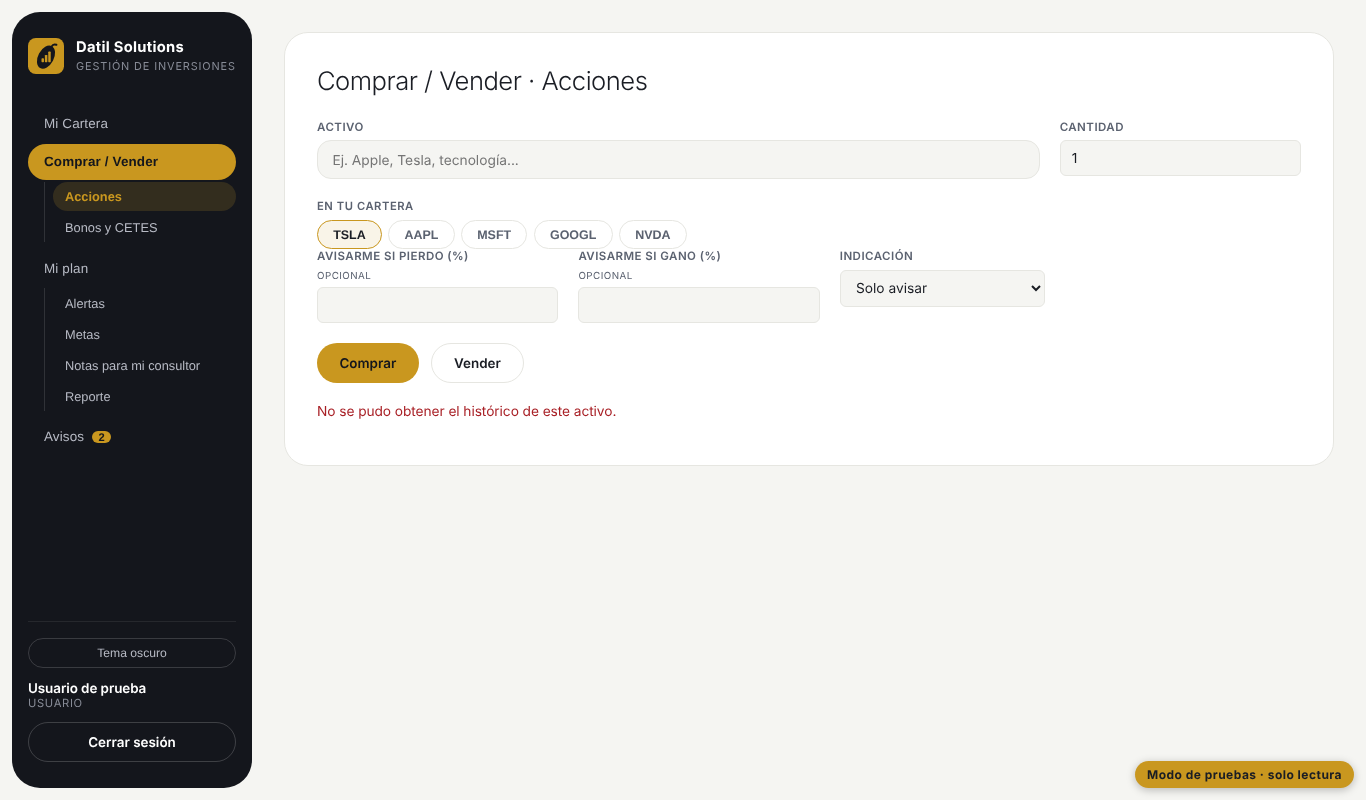 Datil Solutions
GESTIÓN DE INVERSIONES
Mi Cartera
Comprar / Vender
Acciones
Bonos y CETES
Mi plan
Alertas
Metas
Notas para mi consultor
Reporte
Avisos 2
Tema oscuro
Usuario de prueba
USUARIO
Cerrar sesión
Comprar / Vender · Acciones
ACTIVO
Ej. Apple, Tesla, tecnología...
CANTIDAD
1
EN TU CARTERA
TSLA AAPL MSFT GOOGL NVDA
AVISARME SI PIERDO (%)
OPCIONAL
AVISARME SI GANO (%)
OPCIONAL
INDICACIÓN
Solo avisar
Comprar Vender
No se pudo obtener el histórico de este activo.
Modo de pruebas · solo lectura